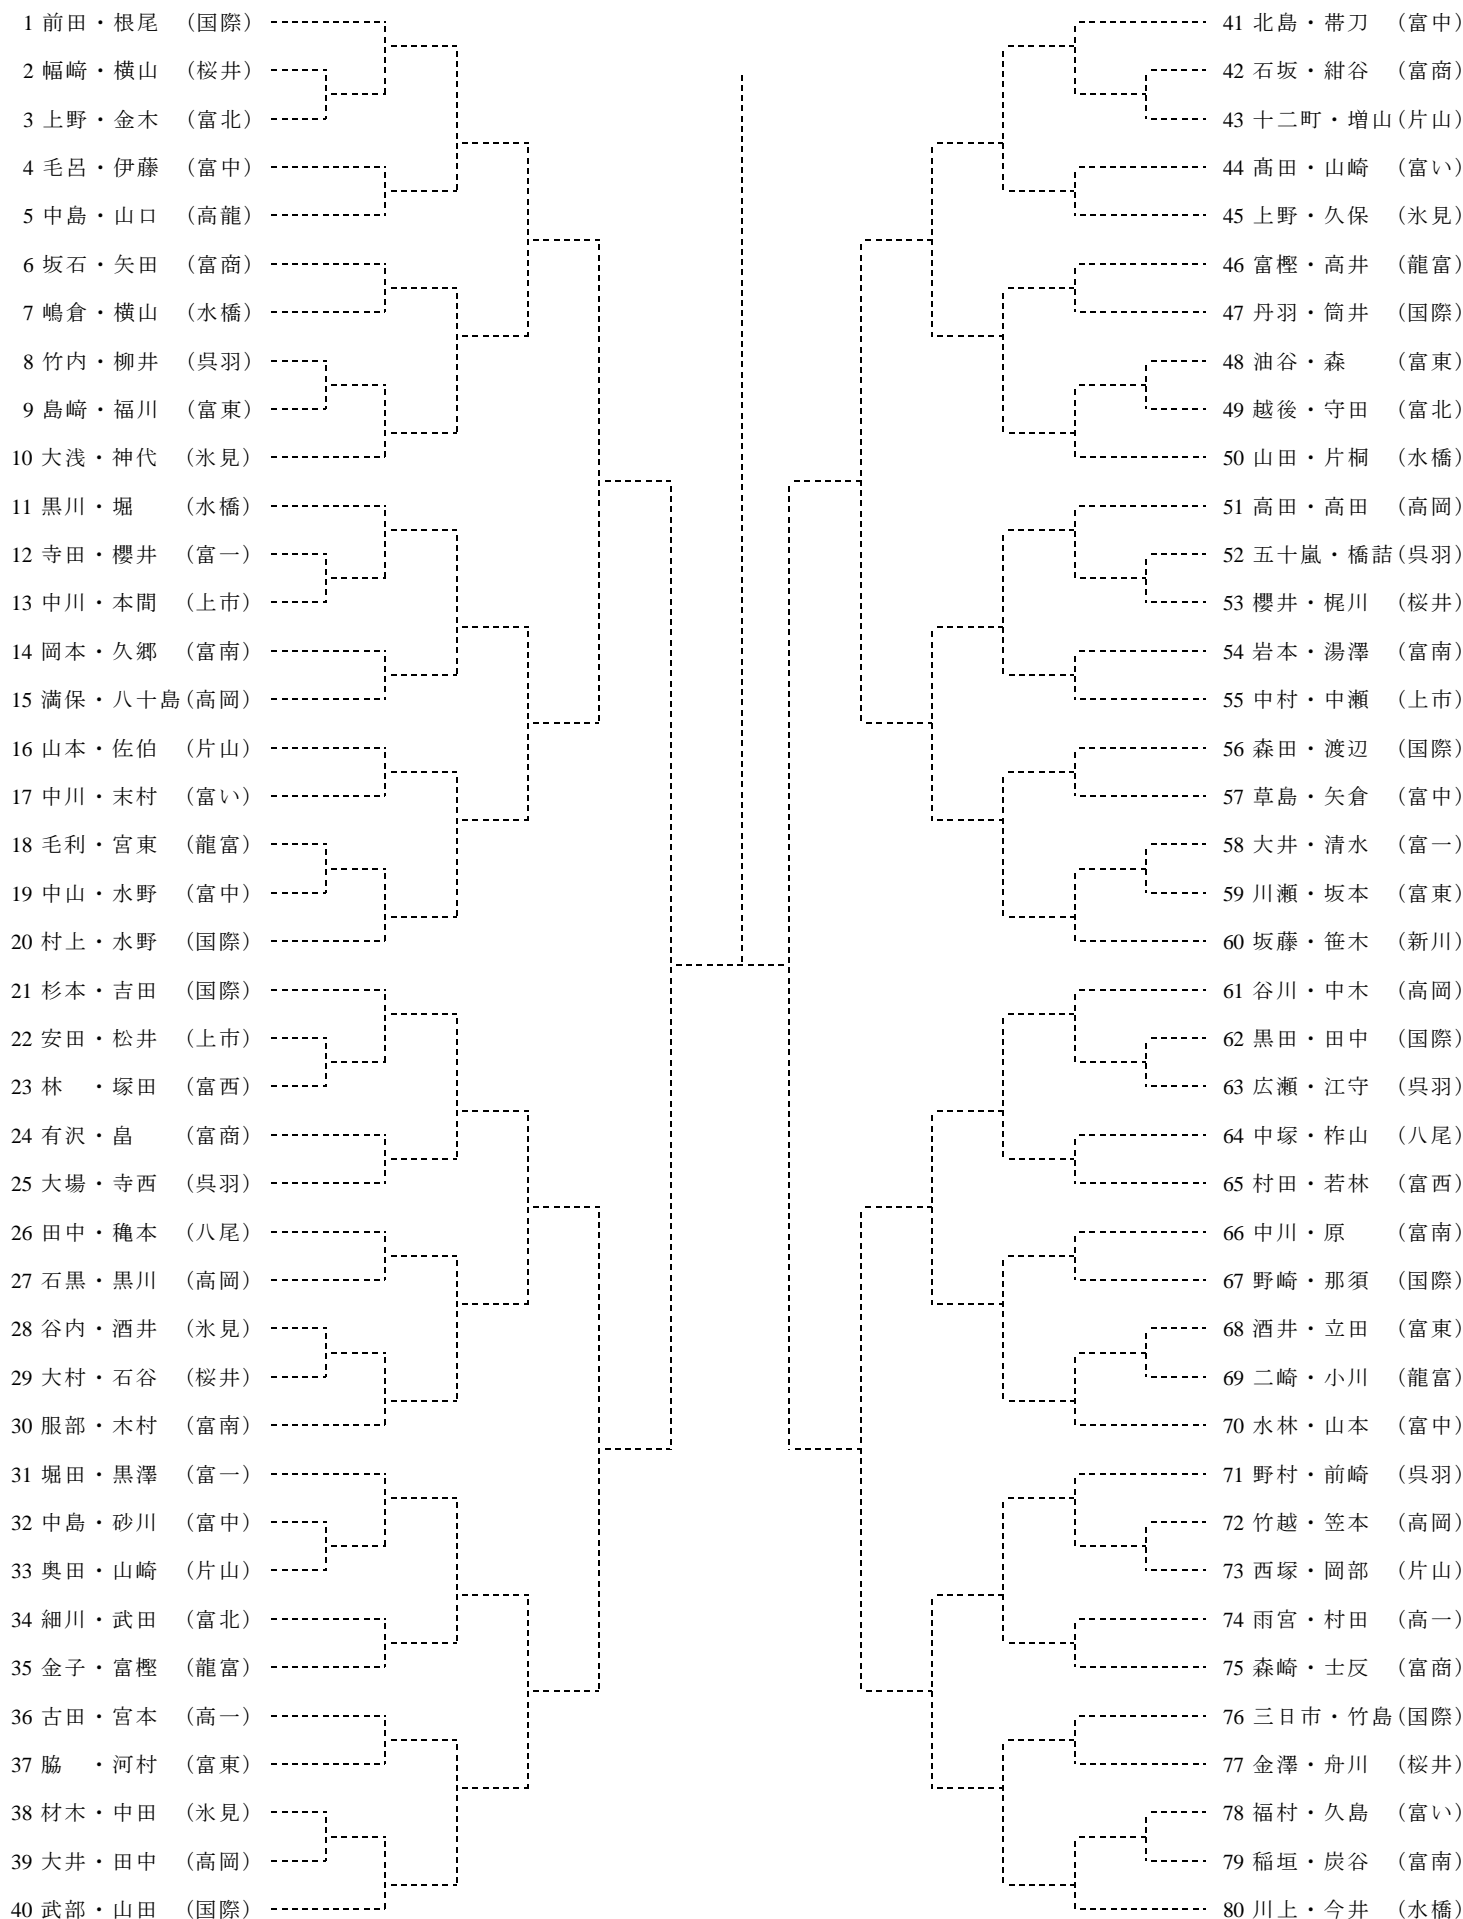 1 前田・根尾 (国際)
2 幅﨑・横山 (桜井)
3 上野・金木 (富北)
4 毛呂・伊藤 (富中)
5 中島・山口 (高龍)
6 坂石・矢田 (富商)
7 嶋倉・横山 (水橋)
8 竹内・柳井 (呉羽)
9 島﨑・福川 (富東)
10 大浅・神代 (氷見)
11 黒川・堀 (水橋)
12 寺田・櫻井 (富一)
13 中川・本間 (上市)
14 岡本・久郷 (富南)
15 満保・八十島(高岡)
16 山本・佐伯 (片山)
17 中川・末村 (富い)
18 毛利・宮東 (龍富)
19 中山・水野 (富中)
20 村上・水野 (国際)
21 杉本・吉田 (国際)
22 安田・松井 (上市)
23 林 ・塚田 (富西)
24 有沢・畠 (富商)
25 大場・寺西 (呉羽)
26 田中・穐本 (八尾)
27 石黒・黒川 (高岡)
28 谷内・酒井 (氷見)
29 大村・石谷 (桜井)
30 服部・木村 (富南)
31 堀田・黒澤 (富一)
32 中島・砂川 (富中)
33 奥田・山崎 (片山)
34 細川・武田 (富北)
35 金子・富樫 (龍富)
36 古田・宮本 (高一)
37 脇 ・河村 (富東)
38 材木・中田 (氷見)
39 大井・田中 (高岡)
40 武部・山田 (国際)
41 北島・帯刀 (富中)
42 石坂・紺谷 (富商)
43 十二町・増山(片山)
44 髙田・山崎 (富い)
45 上野・久保 (氷見)
46 富樫・高井 (龍富)
47 丹羽・筒井 (国際)
48 油谷・森 (富東)
49 越後・守田 (富北)
50 山田・片桐 (水橋)
51 高田・高田 (高岡)
52 五十嵐・橋詰(呉羽)
53 櫻井・梶川 (桜井)
54 岩本・湯澤 (富南)
55 中村・中瀬 (上市)
56 森田・渡辺 (国際)
57 草島・矢倉 (富中)
58 大井・清水 (富一)
59 川瀬・坂本 (富東)
60 坂藤・笹木 (新川)
61 谷川・中木 (高岡)
62 黒田・田中 (国際)
63 広瀬・江守 (呉羽)
64 中塚・柞山 (八尾)
65 村田・若林 (富西)
66 中川・原 (富南)
67 野崎・那須 (国際)
68 酒井・立田 (富東)
69 二崎・小川 (龍富)
70 水林・山本 (富中)
71 野村・前崎 (呉羽)
72 竹越・笠本 (高岡)
73 西塚・岡部 (片山)
74 雨宮・村田 (高一)
75 森崎・士反 (富商)
76 三日市・竹島(国際)
77 金澤・舟川 (桜井)
78 福村・久島 (富い)
79 稲垣・炭谷 (富南)
80 川上・今井 (水橋)